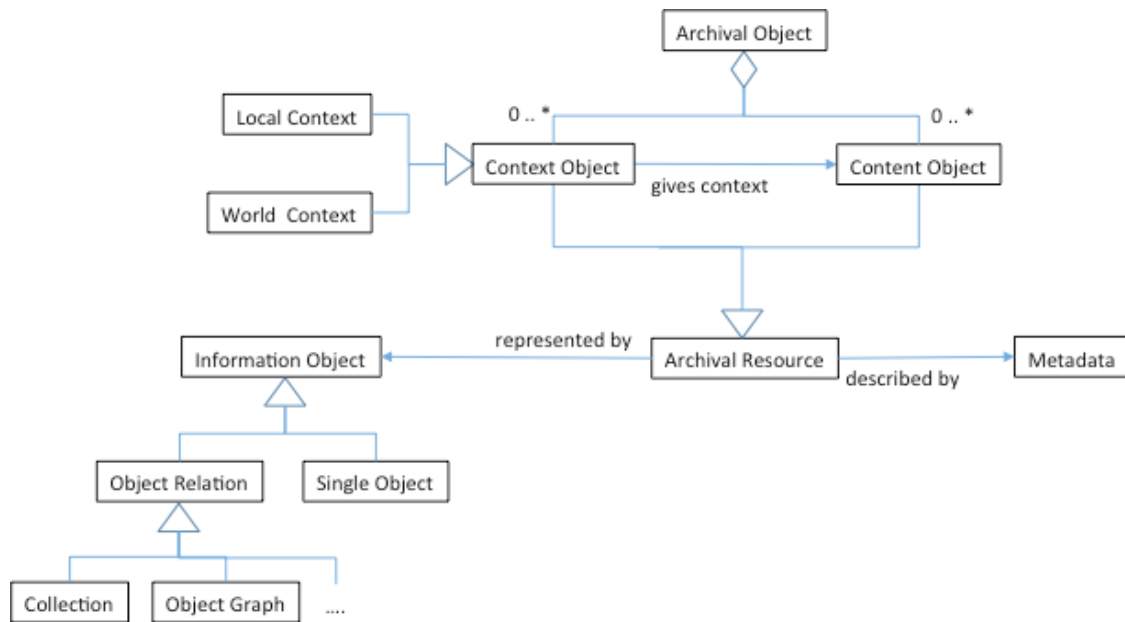 Archival Object
0 .. *
0 .. *
Local Context
Context Object
Content Object
gives context
World  Context
represented by
Information Object
Archival Resource
Metadata
described by
Object Relation
Single Object
Collection
Object Graph
....